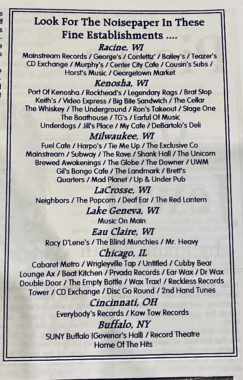 Look For The Noisepaper In These
Fine Establishments ....
Racine, WI
Mainstream Records / George's / Confettiz' / Bailey's / Teazer's
CD Exchange / Murphy's / Center City Cafe / Cousin's Subs /
Horst's Music / Georgetown Market
Kenosha, WI
Port Of Kenosha / Rockhead's / Legendary Rags / Brat Stop
Keith's / Video Express / Big Bite Sandwich / The Cellar
The Whiskey / The Underground / Ron's Takeout / Stage One
The Boathouse / TG's / Earful Of Music
Underdogs / Jill's Place / My Cafe / DeBartolo's Deli
Milwaukee, WI
Fuel Cafe / Harpo's / Tie Me Up / The Exclusive Co.
Mainstream / Subway / The Rave / Shank Hall / The Unicorn
Brewed Awakenings / The Globe / The Downer / UWM
Gil's Bongo Cafe / The Landmark / Brett's
Quarters / Mad Planet / Up & Under Pub
LaCrosse, WI
Neighbors / The Popcorn / Deaf Ear / The Red Lantern
Lake Geneva, WI
Music On Main
Eau Claire, WI
Racy D'Lene's / The Blind Munchies / Mr. Heavy
Chicago, IL
Cabaret Metro / Wrigleyville Tap / Untitled / Cubby Bear
Lounge Ax / Beat Kitchen / Pravda Records / Ear Wax / Dr Wax
Double Door / The Empty Bottle / Wax Trax! / Reckless Records
Tower / CD Exchange / Disc Go Round / 2nd Hand Tunes
Cincinnati, OH
Everybody's Records / Kow Tow Records
Buffalo, NY
SUNY Buffalo (Govenor's Hall) / Record Theatre
Home Of The Hits